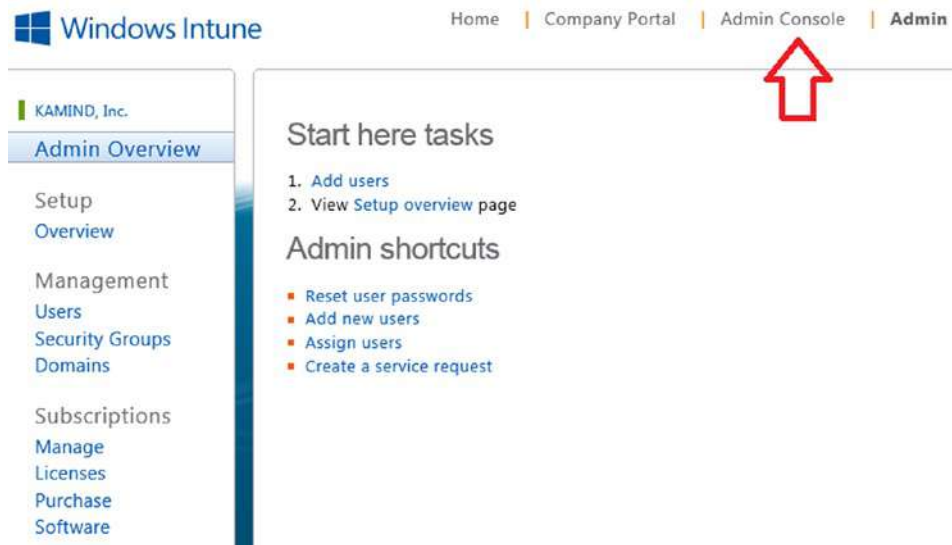 Windows Intune
Home | Company Portal | Admin Console | Admin
KAMIND, Inc.
Admin Overview
Setup
Overview
Management
Users
Security Groups
Domains
Subscriptions
Manage
Licenses
Purchase
Software
Start here tasks
1. Add users
2. View Setup overview page
Admin shortcuts
Reset user passwords
Add new users
Assign users
Create a service request